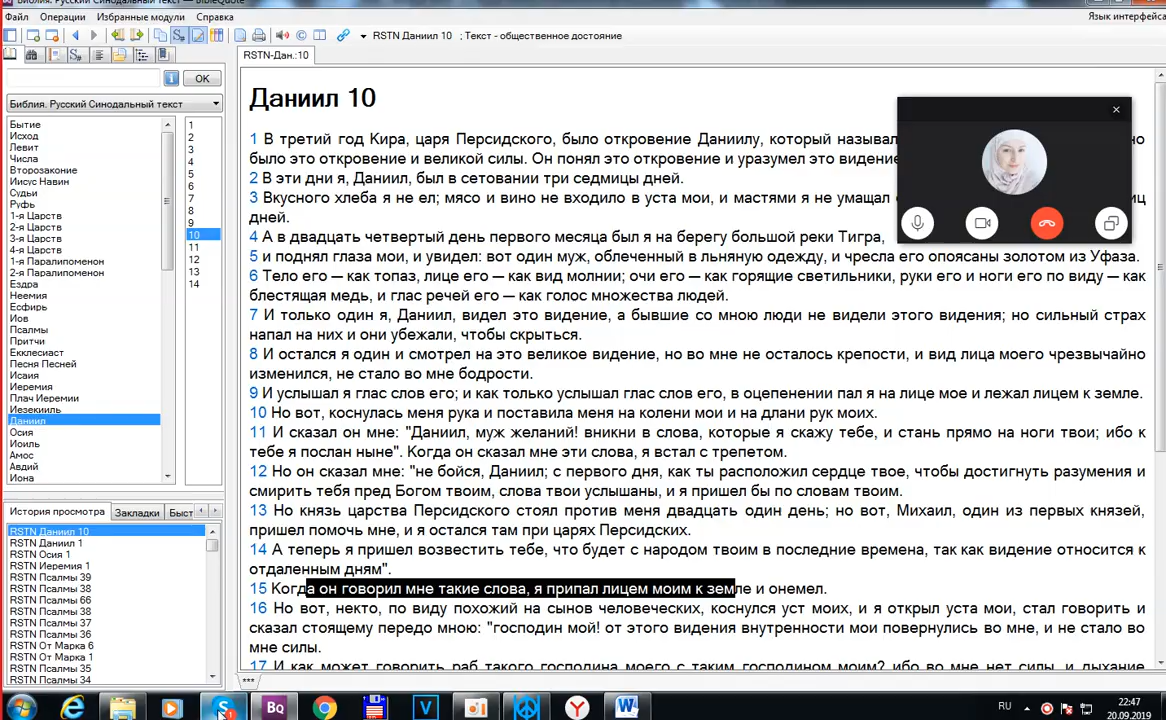 Библия. Русский Синодальный текст — BibleQuote
Файл Операции Избранные модули Справка
Язык интерфейса
RSTN Даниил 10 ; Текст - общественное достояние
RSTN-Дан.:10
OK
Библия. Русский Синодальный текст
Бытие
Исход
Левит
Числа
Второзаконие
Иисус Навин
Судьи
Руфь
1-я Царств
2-я Царств
3-я Царств
4-я Царств
1-я Паралипоменон
2-я Паралипоменон
Ездра
Неемия
Есфирь
Иов
Псалмы
Притчи
Екклесиаст
Песня Песней
Исаия
Иеремия
Плач Иеремии
Иезекииль
Даниил
Осия
Иоиль
Амос
Авдий
Иона
1
2
3
4
5
6
7
8
9
10
11
12
13
14
История просмотра Закладки Быст
RSTN Даниил 10
RSTN Даниил 1
RSTN Осия 1
RSTN Иеремия 1
RSTN Псалмы 39
RSTN Псалмы 38
RSTN Псалмы 66
RSTN Псалмы 38
RSTN Псалмы 37
RSTN Псалмы 36
RSTN От Марка 6
RSTN От Марка 1
RSTN Псалмы 35
RSTN Псалмы 34
Даниил 10
1 В третий год Кира, царя Персидского, было откровение Даниилу, который называл но
было это откровение и великой силы. Он понял это откровение и уразумел это видение
2 В эти дни я, Даниил, был в сетовании три седмицы дней.
3 Вкусного хлеба я не ел; мясо и вино не входило в уста мои, и мастями я не умащал иц
дней.
4 А в двадцать четвертый день первого месяца был я на берегу большой реки Тигра,
5 и поднял глаза мои, и увидел: вот один муж, облеченный в льняную одежду, и чресла его опоясаны золотом из Уфаза.
6 Тело его — как топаз, лице его — как вид молнии; очи его — как горящие светильники, руки его и ноги его по виду — как
блестящая медь, и глас речей его — как голос множества людей.
7 И только один я, Даниил, видел это видение, а бывшие со мною люди не видели этого видения; но сильный страх
напал на них и они убежали, чтобы скрыться.
8 И остался я один и смотрел на это великое видение, но во мне не осталось крепости, и вид лица моего чрезвычайно
изменился, не стало во мне бодрости.
9 И услышал я глас слов его; и как только услышал глас слов его, в оцепенении пал я на лице мое и лежал лицем к земле.
10 Но вот, коснулась меня рука и поставила меня на колени мои и на длани рук моих.
11 И сказал он мне: "Даниил, муж желаний! вникни в слова, которые я скажу тебе, и стань прямо на ноги твои; ибо к
тебе я послан ныне". Когда он сказал мне эти слова, я встал с трепетом.
12 Но он сказал мне: "не бойся, Даниил; с первого дня, как ты расположил сердце твое, чтобы достигнуть разумения и
смирить тебя пред Богом твоим, слова твои услышаны, и я пришел бы по словам твоим.
13 Но князь царства Персидского стоял против меня двадцать один день; но вот, Михаил, один из первых князей,
пришел помочь мне, и я остался там при царях Персидских.
14 А теперь я пришел возвестить тебе, что будет с народом твоим в последние времена, так как видение относится к
отдаленным дням".
15 Когда он говорил мне такие слова, я припал лицем моим к земле и онемел.
16 Но вот, некто, по виду похожий на сынов человеческих, коснулся уст моих, и я открыл уста мои, стал говорить и
сказал стоящему передо мною: "господин мой! от этого видения внутренности мои повернулись во мне, и не стало во
мне силы.
17 И как может говорить раб такого господина моего с таким господином моим? ибо во мне нет силы, и дыхание
***
RU
22:47
20.09.2019